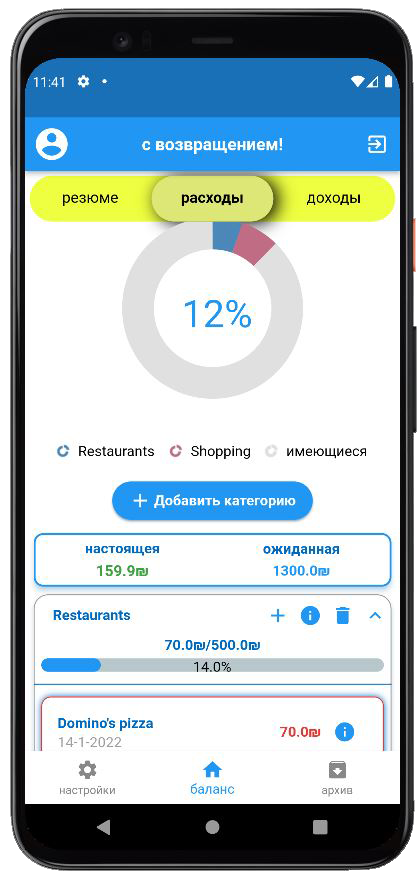 11:41
с возвращением!
резюме расходы доходы
12%
Restaurants Shopping имеющиеся
+ Добавить категорию
настоящея ожиданная
159.9₪ 1300.0₪
Restaurants
70.0₪/500.0₪
14.0%
Domino's pizza 70.0₪
14-1-2022
настройки баланс архив